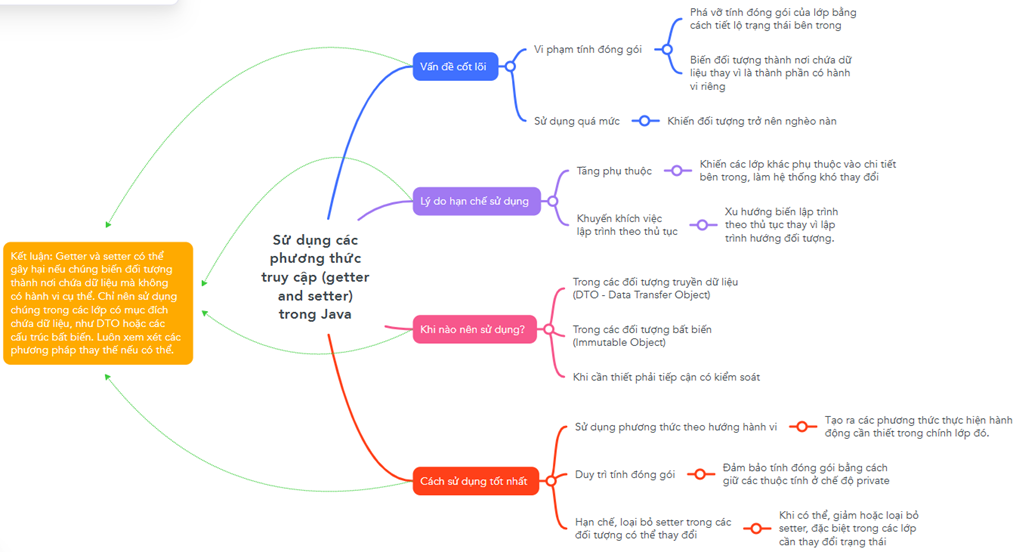 Sử dụng các
phương thức
truy cập (getter
and setter)
trong Java
Vấn đề cốt lõi
Vi phạm tính đóng gói
Phá vỡ tính đóng gói của lớp bằng
cách tiết lộ trạng thái bên trong
Biến đối tượng thành nơi chứa dữ
liệu thay vì là thành phần có hành
vi riêng
Sử dụng quá mức
Khiến đối tượng trở nên nghèo nàn
Lý do hạn chế sử dụng
Tăng phụ thuộc
Khiến các lớp khác phụ thuộc vào chi tiết
bên trong, làm hệ thống khó thay đổi
Khuyến khích việc
lập trình theo thủ tục
Xu hướng biến lập trình
theo thủ tục thay vì lập
trình hướng đối tượng.
Khi nào nên sử dụng?
Trong các đối tượng truyền dữ liệu
(DTO - Data Transfer Object)
Trong các đối tượng bất biến
(Immutable Object)
Khi cần thiết phải tiếp cận có kiểm soát
Cách sử dụng tốt nhất
Sử dụng phương thức theo hướng hành vi
Tạo ra các phương thức thực hiện hành
động cần thiết trong chính lớp đó.
Duy trì tính đóng gói
Đảm bảo tính đóng gói bằng cách
giữ các thuộc tính ở chế độ private
Hạn chế, loại bỏ setter trong các
đối tượng có thể thay đổi
Khi có thể, giảm hoặc loại bỏ
setter, đặc biệt trong các lớp
cần thay đổi trạng thái
Kết luận: Getter và setter có thể
gây hại nếu chúng biến đối tượng
thành nơi chứa dữ liệu mà không
có hành vi cụ thể. Chỉ nên sử dụng
chúng trong các lớp có mục đích
chứa dữ liệu, như DTO hoặc các
cấu trúc bất biến. Luôn xem xét các
phương pháp thay thế nếu có thể.